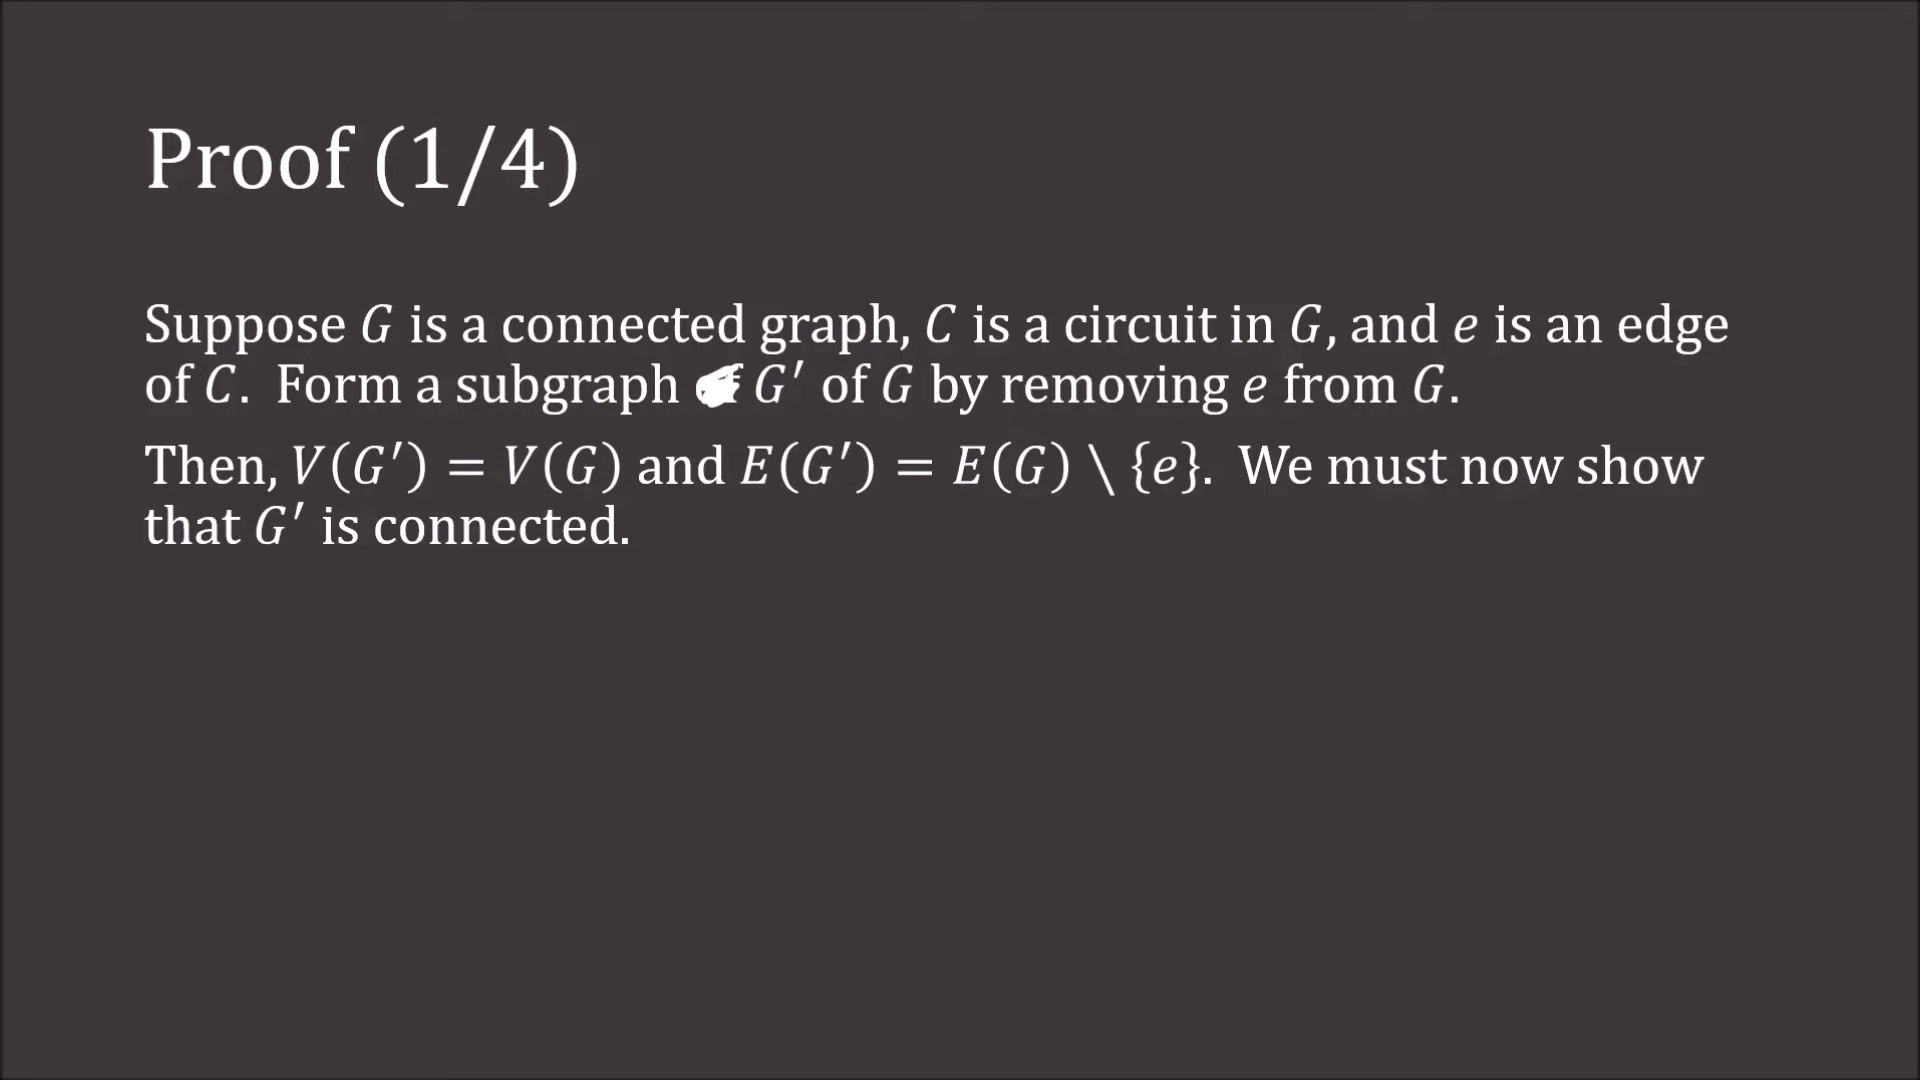 Proof (1/4)
Suppose G is a connected graph, C is a circuit in G, and e is an edge
of C. Form a subgraph G′ of G by removing e from G.
Then, V(G′) = V(G) and E(G′) = E(G) \ {e}. We must now show
that G′ is connected.